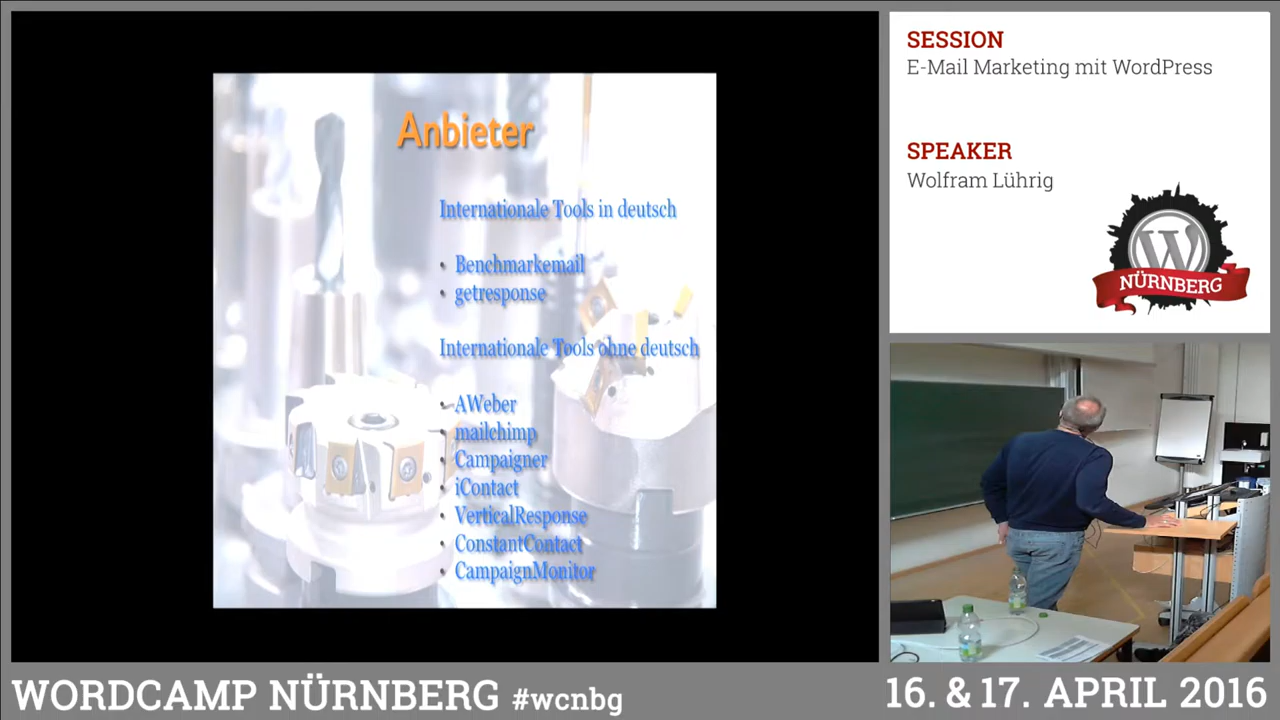 Anbieter
Internationale Tools in deutsch
• Benchmarkemail
• getresponse
Internationale Tools ohne deutsch
• AWeber
• mailchimp
• Campaigner
• iContact
• VerticalResponse
• ConstantContact
• CampaignMonitor
SESSION
E-Mail Marketing mit WordPress
SPEAKER
Wolfram Lührig
W
NÜRNBERG
WORDCAMP NÜRNBERG #wcnbg
16. & 17. APRIL 2016